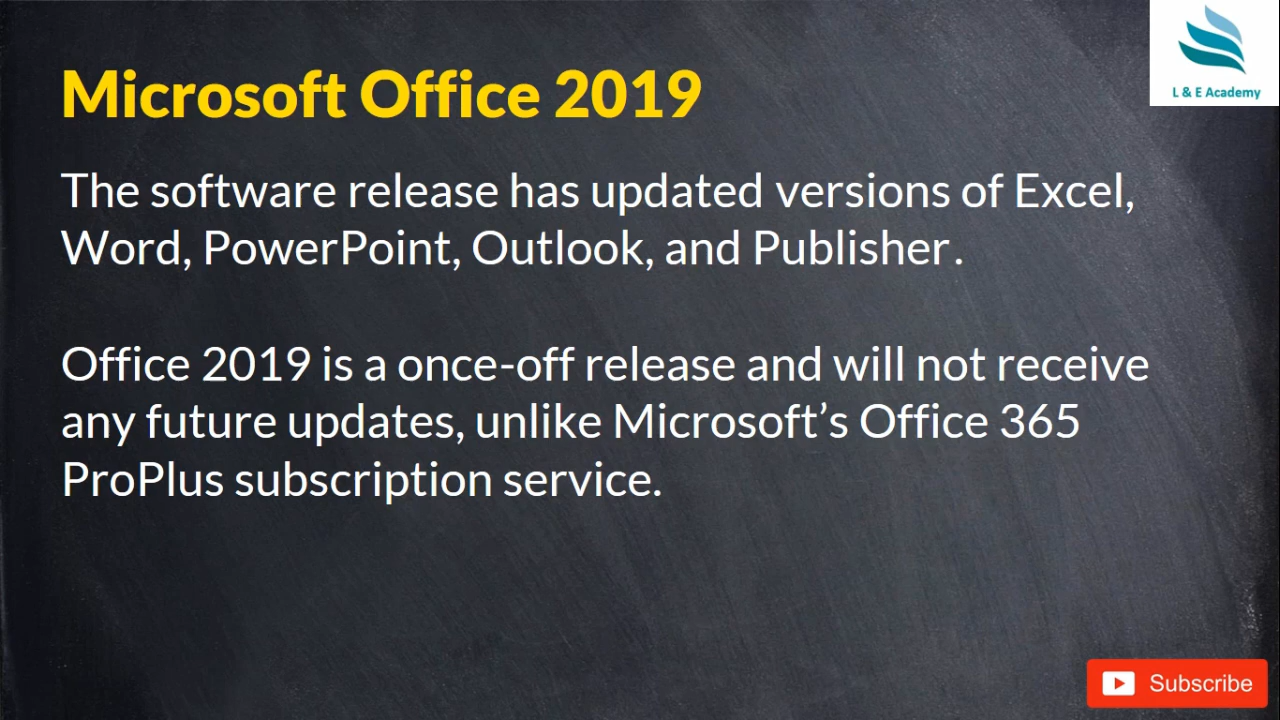 Microsoft Office 2019
L & E Academy
The software release has updated versions of Excel,
Word, PowerPoint, Outlook, and Publisher.
Office 2019 is a once-off release and will not receive
any future updates, unlike Microsoft’s Office 365
ProPlus subscription service.
Subscribe